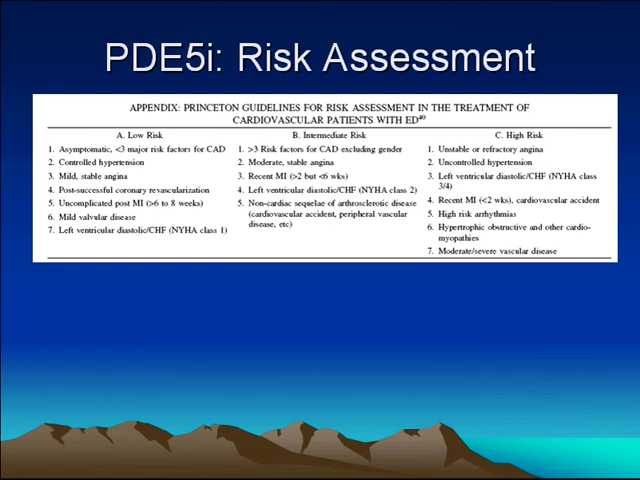 PDE5i: Risk Assessment
APPENDIX: PRINCETON GUIDELINES FOR RISK ASSESSMENT IN THE TREATMENT OF
CARDIOVASCULAR PATIENTS WITH ED40
A. Low Risk
1. Asymptomatic, <3 major risk factors for CAD
2. Controlled hypertension
3. Mild, stable angina
4. Post-successful coronary revascularization
5. Uncomplicated post MI (>6 to 8 weeks)
6. Mild valvular disease
7. Left ventricular diastolic/CHF (NYHA class 1)
B. Intermediate Risk
1. >3 Risk factors for CAD excluding gender
2. Moderate, stable angina
3. Recent MI (>2 but <6 wks)
4. Left ventricular diastolic/CHF (NYHA class 2)
5. Non-cardiac sequelae of arthrosclerotic disease
(cardiovascular accident, peripheral vascular
disease, etc)
C. High Risk
1. Unstable or refractory angina
2. Uncontrolled hypertension
3. Left ventricular diastolic/CHF (NYHA class
3/4)
4. Recent MI (<2 wks), cardiovascular accident
5. High risk arrhythmias
6. Hypertrophic obstructive and other cardio-
myopathies
7. Moderate/severe vascular disease